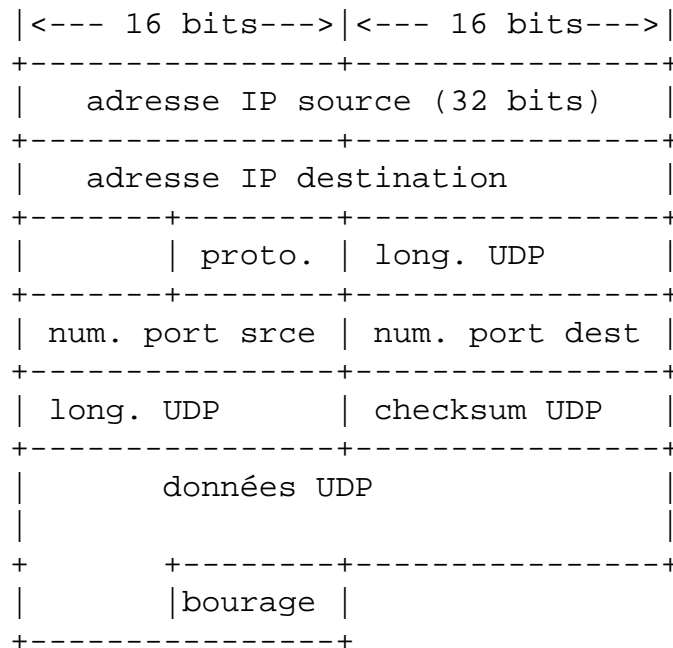 |<--- 16 bits--->|<--- 16 bits--->|
+----------------+----------------+
|   adresse IP source (32 bits)   |
+----------------+----------------+
|   adresse IP destination        |
+-------+--------+----------------+
|       | proto. | long. UDP      |
+-------+--------+----------------+
| num. port srce | num. port dest |
+----------------+----------------+
| long. UDP      | checksum UDP   |
+----------------+----------------+
|       données UDP               |
|                                 |
+       +--------+----------------+
|       |bourage |
+----------------+